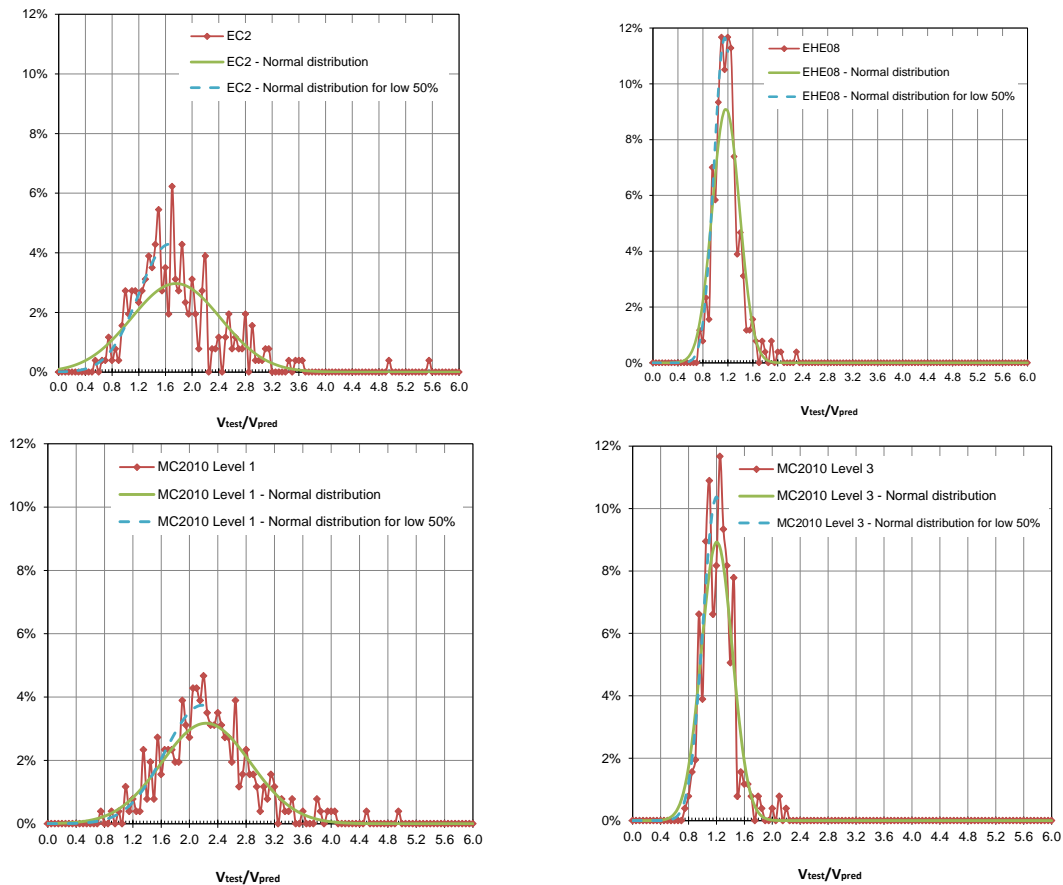 12%
10%
8%
6%
4%
2%
0%
0.0 0.4 0.8 1.2 1.6 2.0 2.4 2.8 3.2 3.6 4.0 4.4 4.8 5.2 5.6 6.0
Vtest/Vpred
EC2
EC2 - Normal distribution
EC2 - Normal distribution for low 50%
12%
10%
8%
6%
4%
2%
0%
0.0 0.4 0.8 1.2 1.6 2.0 2.4 2.8 3.2 3.6 4.0 4.4 4.8 5.2 5.6 6.0
Vtest/Vpred
EHE08
EHE08 - Normal distribution
EHE08 - Normal distribution for low 50%
12%
10%
8%
6%
4%
2%
0%
0.0 0.4 0.8 1.2 1.6 2.0 2.4 2.8 3.2 3.6 4.0 4.4 4.8 5.2 5.6 6.0
Vtest/Vpred
MC2010 Level 1
MC2010 Level 1 - Normal distribution
MC2010 Level 1 - Normal distribution for low 50%
12%
10%
8%
6%
4%
2%
0%
0.0 0.4 0.8 1.2 1.6 2.0 2.4 2.8 3.2 3.6 4.0 4.4 4.8 5.2 5.6 6.0
Vtest/Vpred
MC2010 Level 3
MC2010 Level 3 - Normal distribution
MC2010 Level 3 - Normal distribution for low 50%